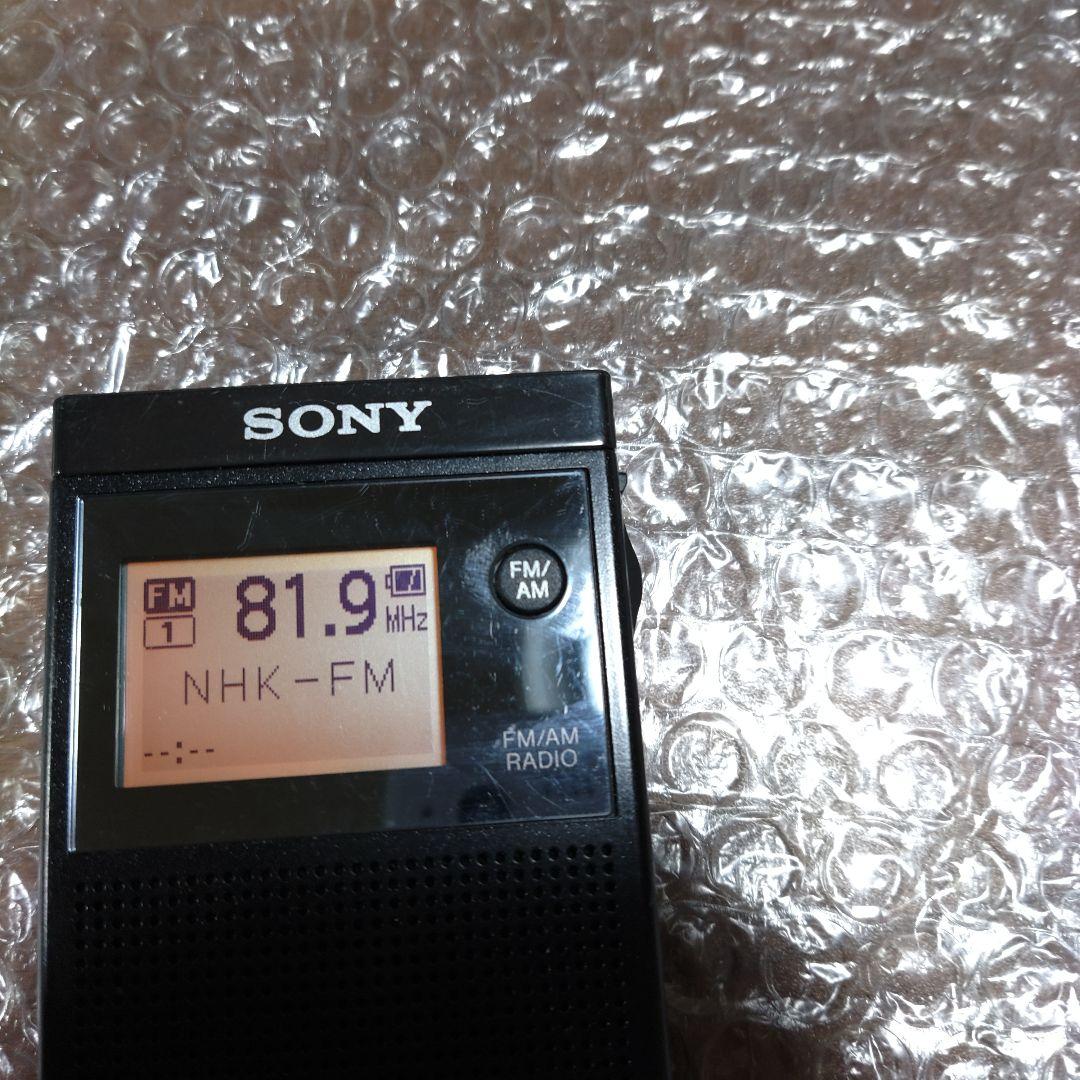 SONY
FM 81.9
1 MHz
NHK-FM
--:--
FM/
AM
FM/AM
RADIO